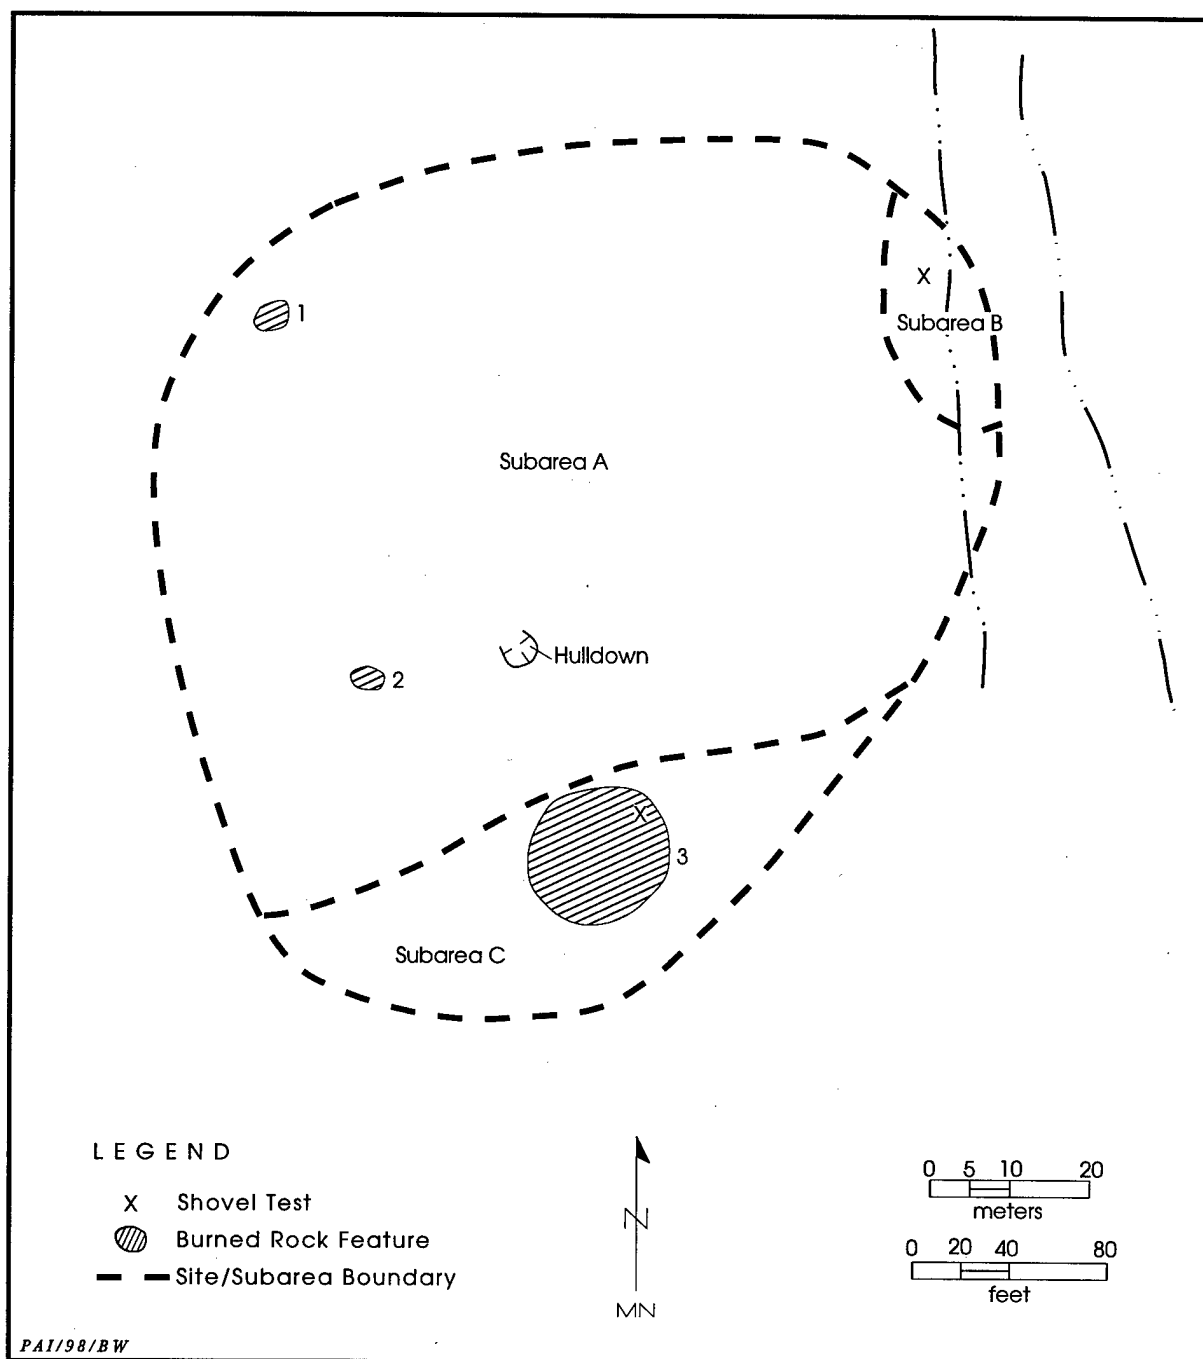 X
1
Subarea B
Subarea A
Hulldown
2
X
3
Subarea C
LEGEND
X Shovel Test
Burned Rock Feature
Site/Subarea Boundary
N
MN
0 5 10 20
meters
0 20 40 80
feet
PAI/98/BW